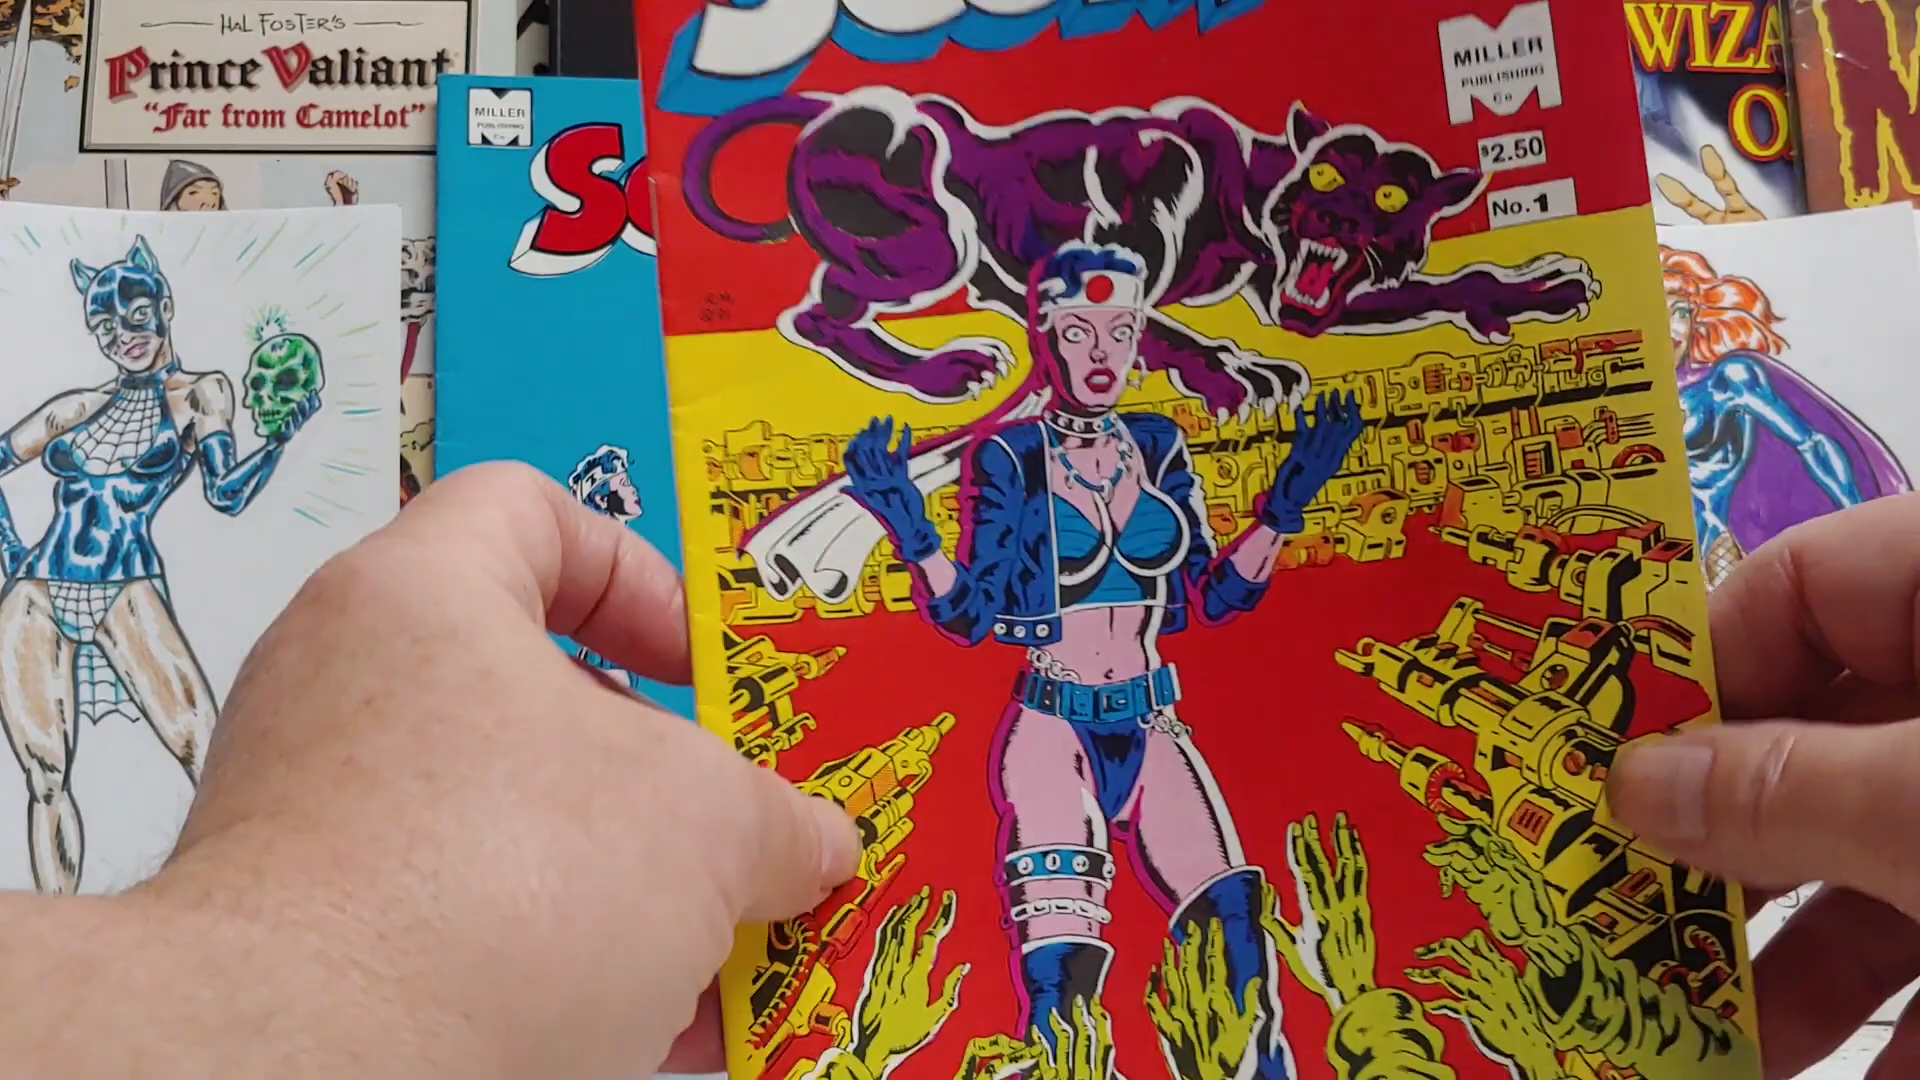 HAL FOSTER'S
Prince Valiant
"Far from Camelot"
MILLER
PUBLISHING
Co
MILLER
PUBLISHING
Co
$2.50
No. 1
WIZA
O